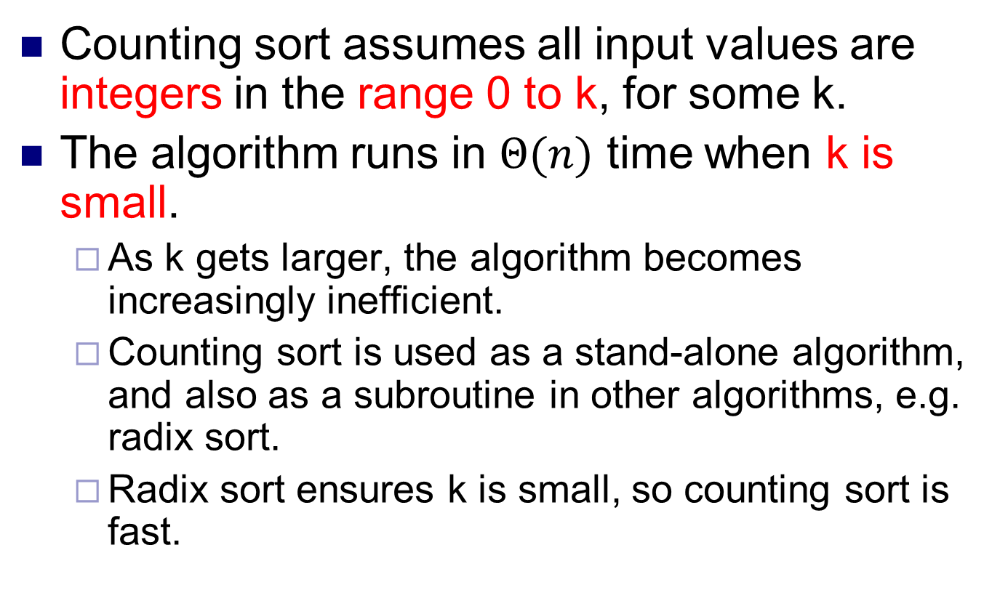 Counting sort assumes all input values are
integers in the range 0 to k, for some k.
The algorithm runs in Θ(n) time when k is
small.
As k gets larger, the algorithm becomes
increasingly inefficient.
Counting sort is used as a stand-alone algorithm,
and also as a subroutine in other algorithms, e.g.
radix sort.
Radix sort ensures k is small, so counting sort is
fast.